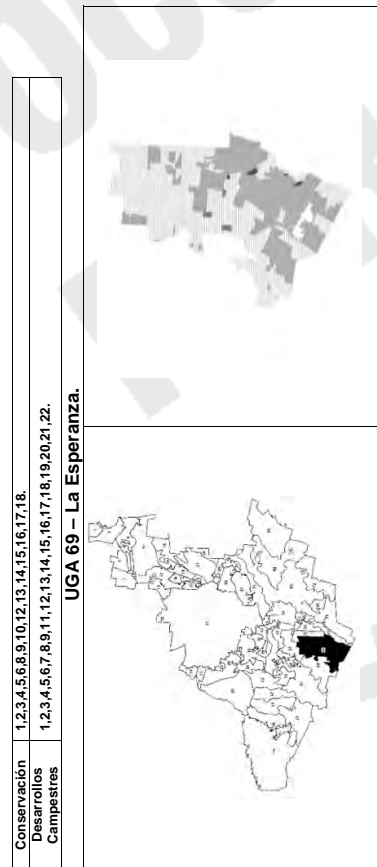 Conservación 1,2,3,4,5,6,8,9,10,12,13,14,15,16,17,18.
Desarrollos Campestres 1,2,3,4,5,6.7,8,9,11,12,13,14,15,16,17,18,19,20,21,22.
UGA 69 – La Esperanza.